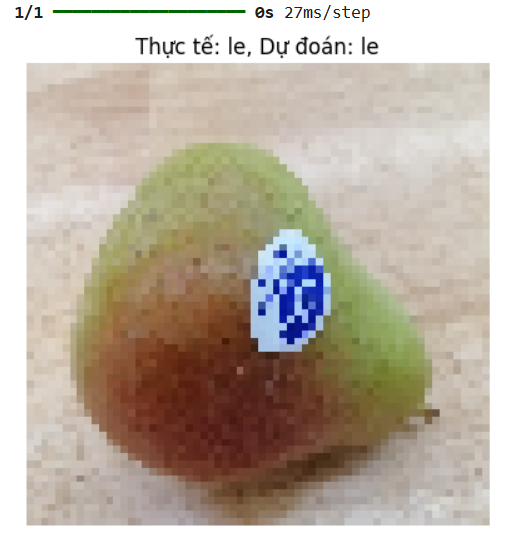 1/1 ━━━━━━━━━━━━━━━━━━━━ 0s 27ms/step
Thực tế: le, Dự đoán: le